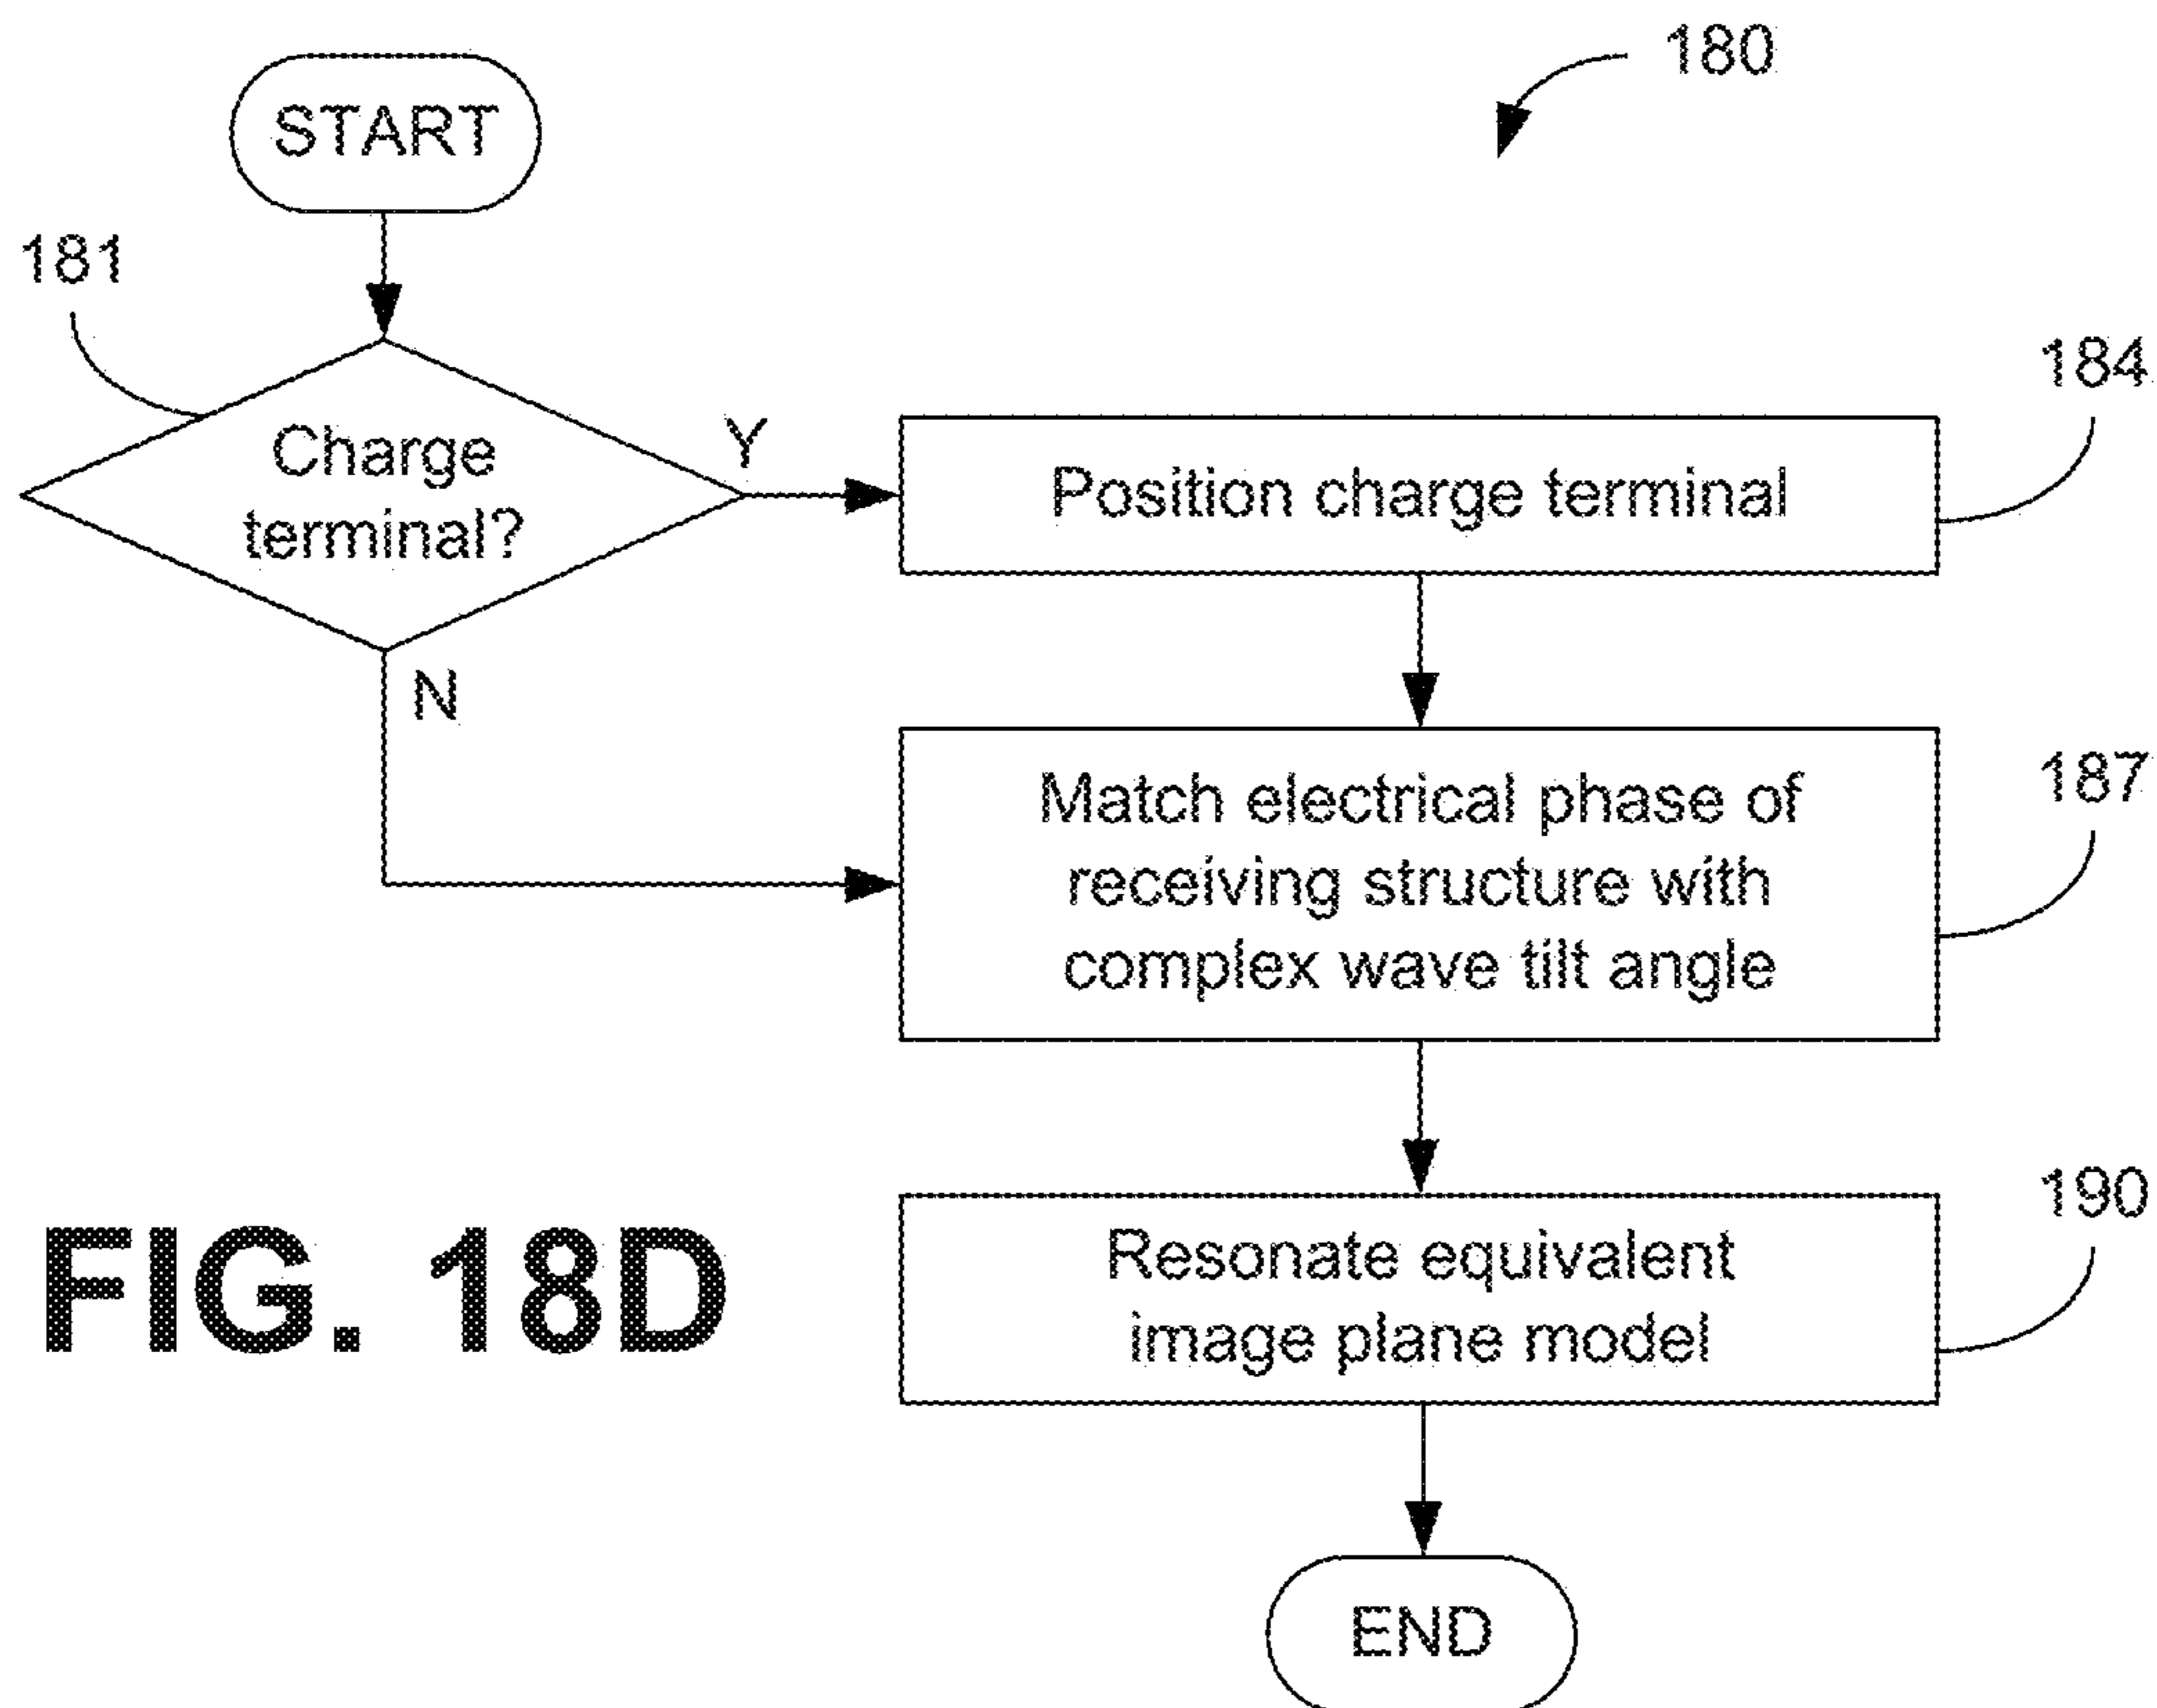 180
START
181
Charge
terminal?
Y
N
184
Position charge terminal
187
Match electrical phase of
receiving structure with
complex wave tilt angle
190
Resonate equivalent
image plane model
END
FIG. 18D